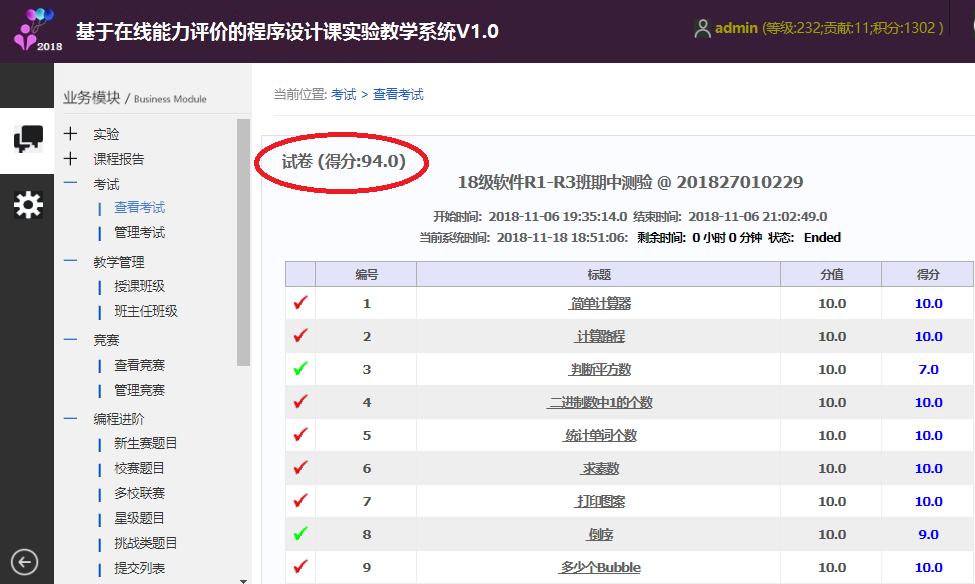 2018
基于在线能力评价的程序设计课实验教学系统V1.0
admin (等级:232;贡献:11;积分:1302 )
业务模块 / Business Module
实验
课程报告
考试
查看考试
管理考试
教学管理
授课班级
班主任班级
竞赛
查看竞赛
管理竞赛
编程进阶
新生赛题目
校赛题目
多校联赛
星级题目
挑战类题目
提交列表
当前位置: 考试 > 查看考试
试卷 (得分:94.0)
18级软件R1-R3班期中测验 @ 201827010229
开始时间: 2018-11-06 19:35:14.0 结束时间: 2018-11-06 21:02:49.0
当前系统时间: 2018-11-18 18:51:06: 剩余时间: 0 小时 0 分钟 状态: Ended
编号 标题 分值 得分
1 简单计算器 10.0 10.0
2 计算路程 10.0 10.0
3 判断平方数 10.0 7.0
4 二进制数中1的个数 10.0 10.0
5 统计单词个数 10.0 10.0
6 求素数 10.0 10.0
7 打印图案 10.0 10.0
8 倒序 10.0 9.0
9 多少个Bubble 10.0 10.0